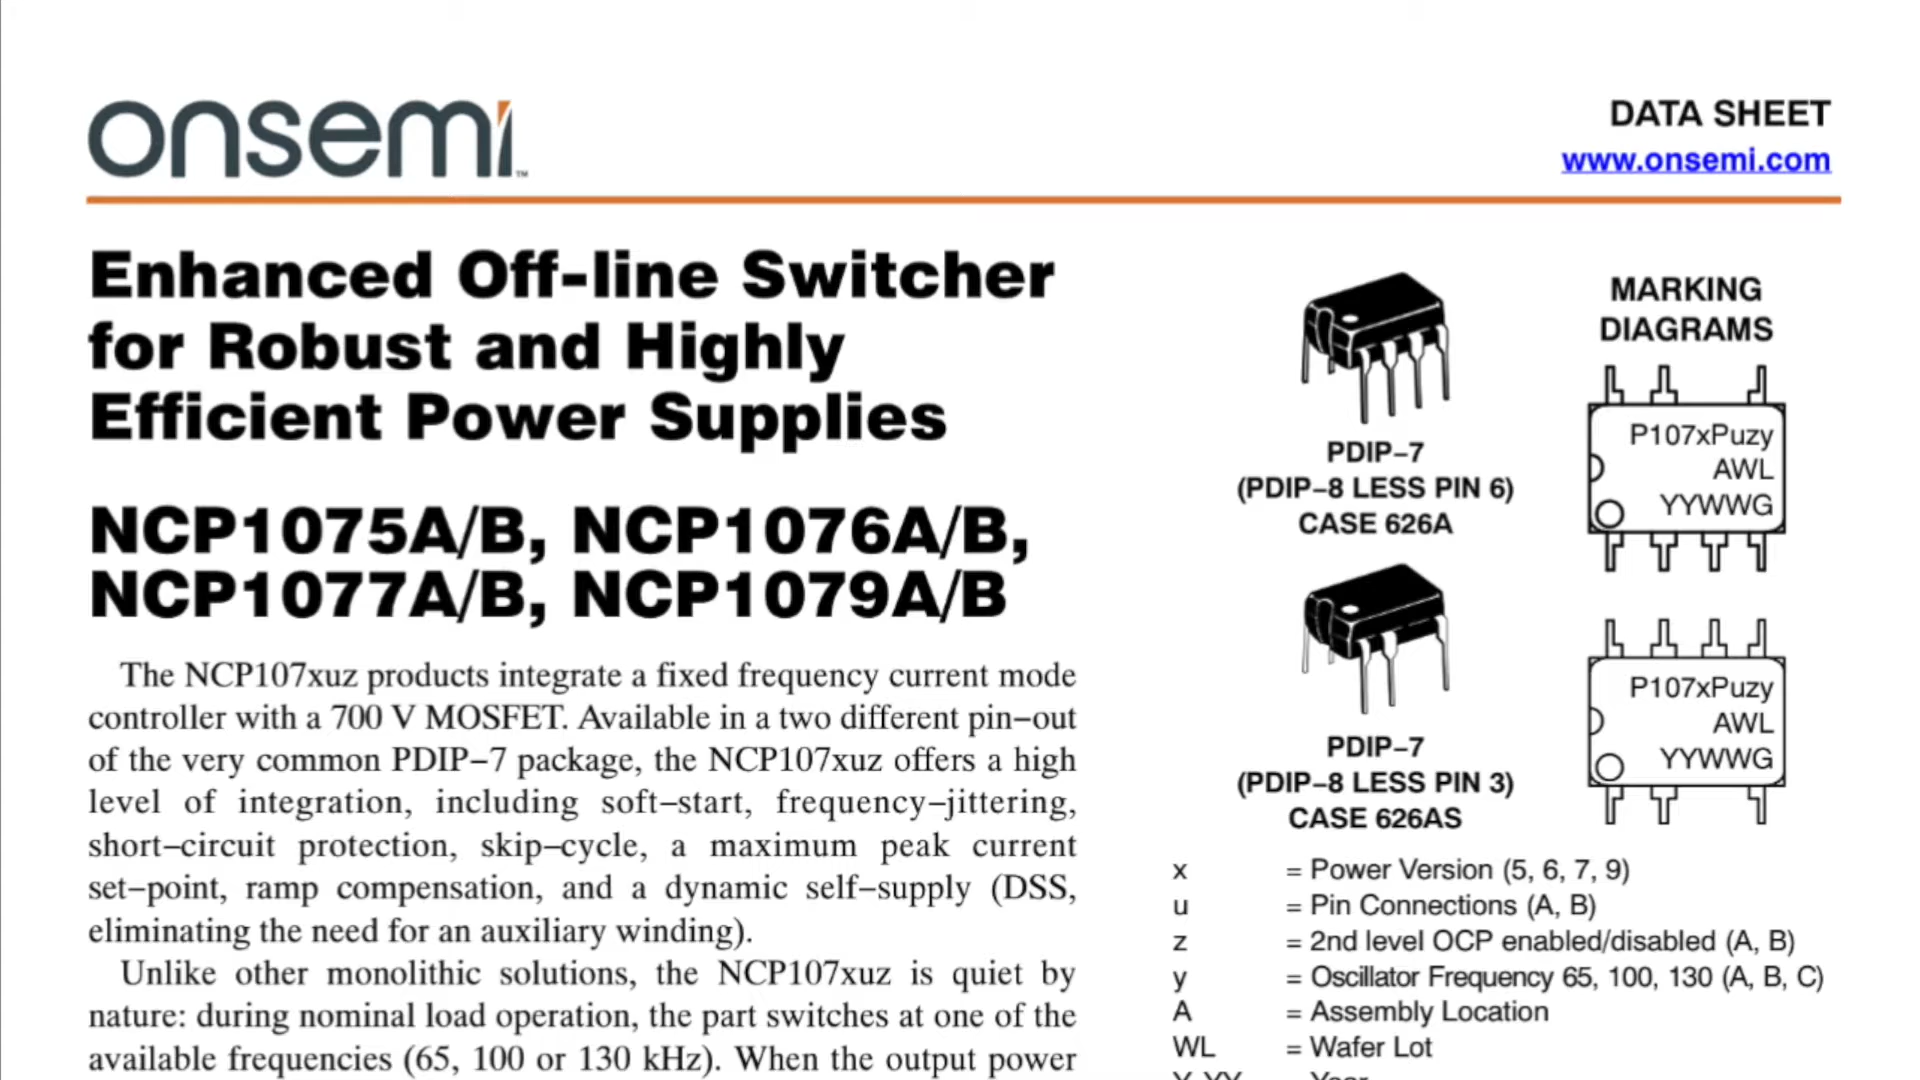 onsemi™
DATA SHEET
www.onsemi.com
Enhanced Off-line Switcher
for Robust and Highly
Efficient Power Supplies
NCP1075A/B, NCP1076A/B,
NCP1077A/B, NCP1079A/B
The NCP107xuz products integrate a fixed frequency current mode
controller with a 700 V MOSFET. Available in a two different pin−out
of the very common PDIP−7 package, the NCP107xuz offers a high
level of integration, including soft−start, frequency−jittering,
short−circuit protection, skip−cycle, a maximum peak current
set−point, ramp compensation, and a dynamic self−supply (DSS,
eliminating the need for an auxiliary winding).
Unlike other monolithic solutions, the NCP107xuz is quiet by
nature: during nominal load operation, the part switches at one of the
available frequencies (65, 100 or 130 kHz). When the output power
PDIP−7
(PDIP−8 LESS PIN 6)
CASE 626A
PDIP−7
(PDIP−8 LESS PIN 3)
CASE 626AS
MARKING
DIAGRAMS
P107xPuzy
AWL
YYWWG
P107xPuzy
AWL
YYWWG
x = Power Version (5, 6, 7, 9)
u = Pin Connections (A, B)
z = 2nd level OCP enabled/disabled (A, B)
y = Oscillator Frequency 65, 100, 130 (A, B, C)
A = Assembly Location
WL = Wafer Lot